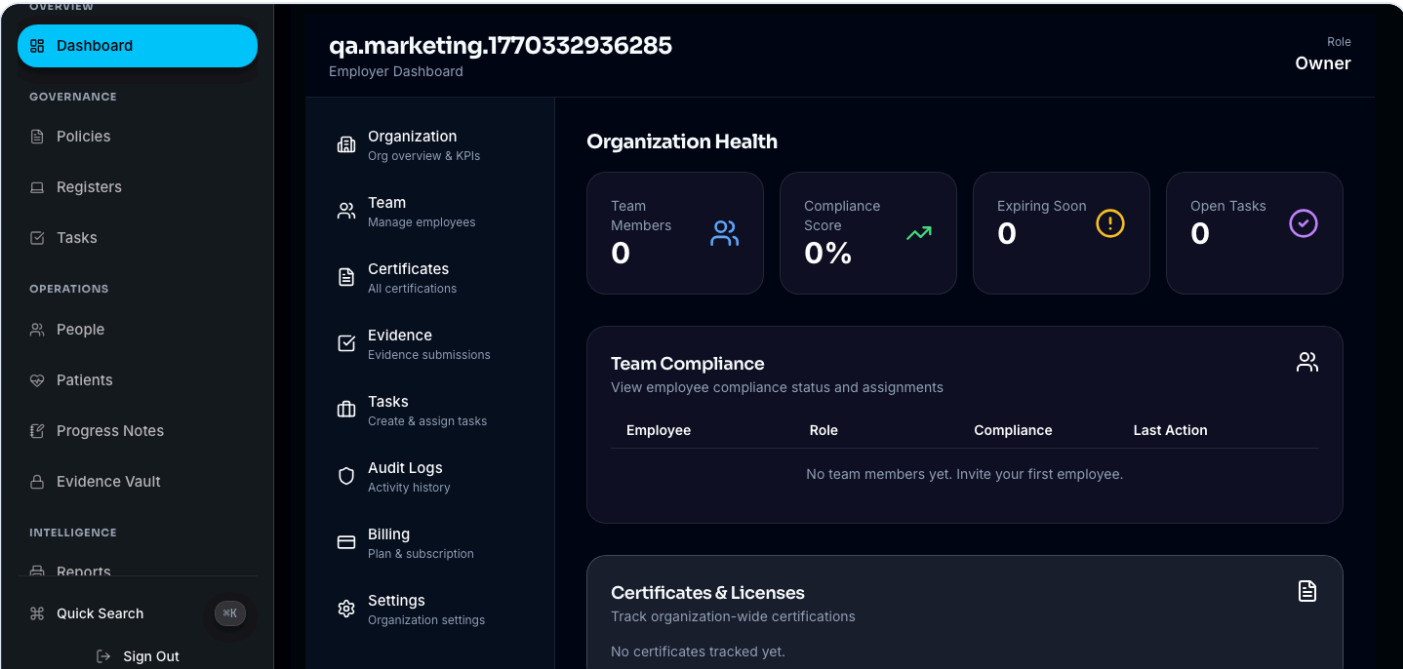 OVERVIEW
Dashboard
GOVERNANCE
Policies
Registers
Tasks
OPERATIONS
People
Patients
Progress Notes
Evidence Vault
INTELLIGENCE
Reports
Quick Search
⌘K
Sign Out
qa.marketing.1770332936285
Employer Dashboard
Role
Owner
Organization
Org overview & KPIs
Team
Manage employees
Certificates
All certifications
Evidence
Evidence submissions
Tasks
Create & assign tasks
Audit Logs
Activity history
Billing
Plan & subscription
Settings
Organization settings
Organization Health
Team
Members
0
Compliance
Score
0%
Expiring Soon
0
Open Tasks
0
Team Compliance
View employee compliance status and assignments
Employee Role Compliance Last Action
No team members yet. Invite your first employee.
Certificates & Licenses
Track organization-wide certifications
No certificates tracked yet.